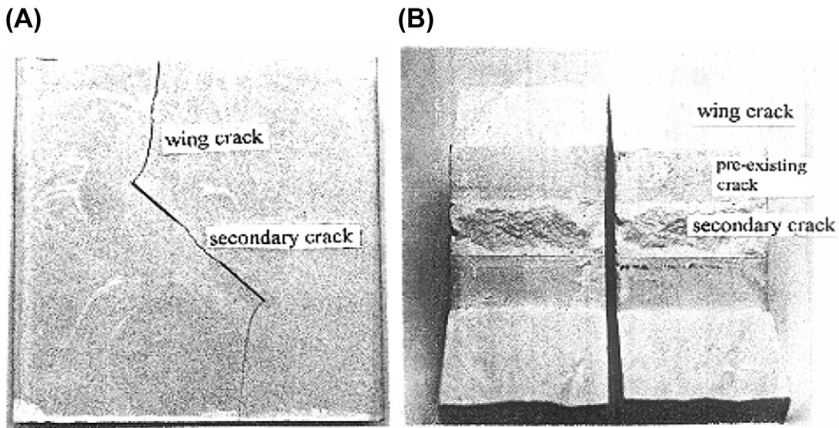 (A)
wing crack
secondary crack
(B)
wing crack
pre-existing
crack
secondary crack